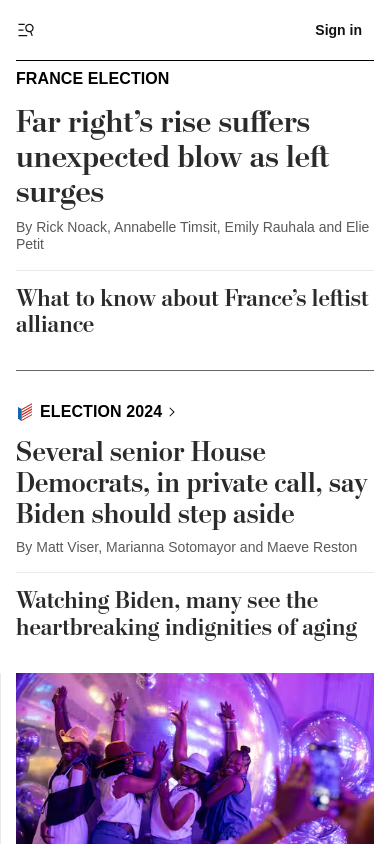 Sign in
FRANCE ELECTION
Far right’s rise suffers
unexpected blow as left
surges
By Rick Noack, Annabelle Timsit, Emily Rauhala and Elie
Petit
What to know about France’s leftist
alliance
ELECTION 2024
Several senior House
Democrats, in private call, say
Biden should step aside
By Matt Viser, Marianna Sotomayor and Maeve Reston
Watching Biden, many see the
heartbreaking indignities of aging